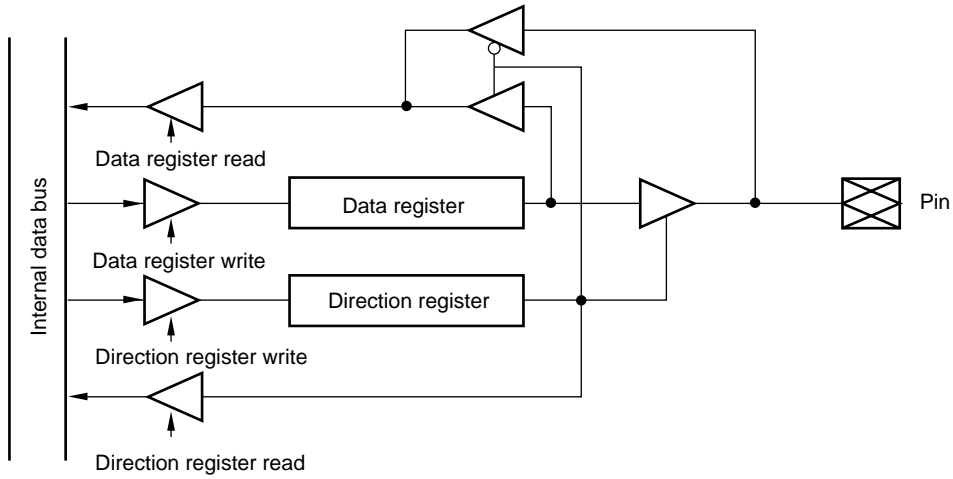 Data register read
Data register
Pin
Internal data bus
Data register write
Direction register
Direction register write
Direction register read